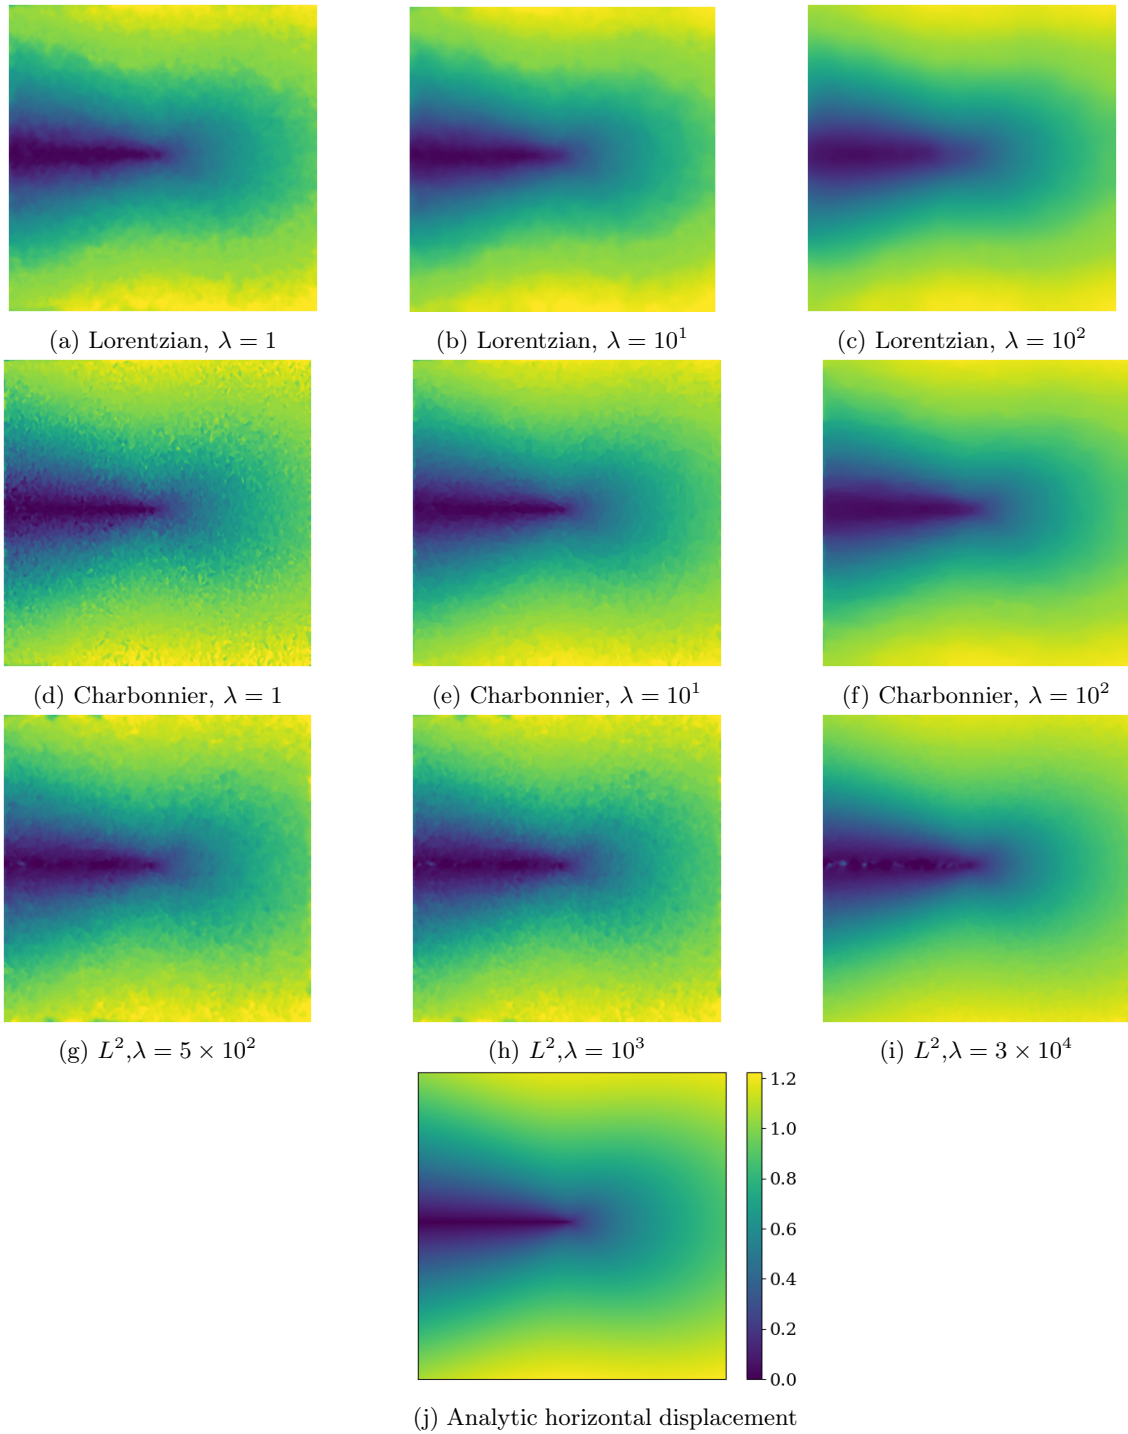 (a) Lorentzian, λ = 1
(b) Lorentzian, λ = 10¹
(c) Lorentzian, λ = 10²
(d) Charbonnier, λ = 1
(e) Charbonnier, λ = 10¹
(f) Charbonnier, λ = 10²
(g) L²,λ = 5 × 10²
(h) L²,λ = 10³
(i) L²,λ = 3 × 10⁴
1.2
1.0
0.8
0.6
0.4
0.2
0.0
(j) Analytic horizontal displacement